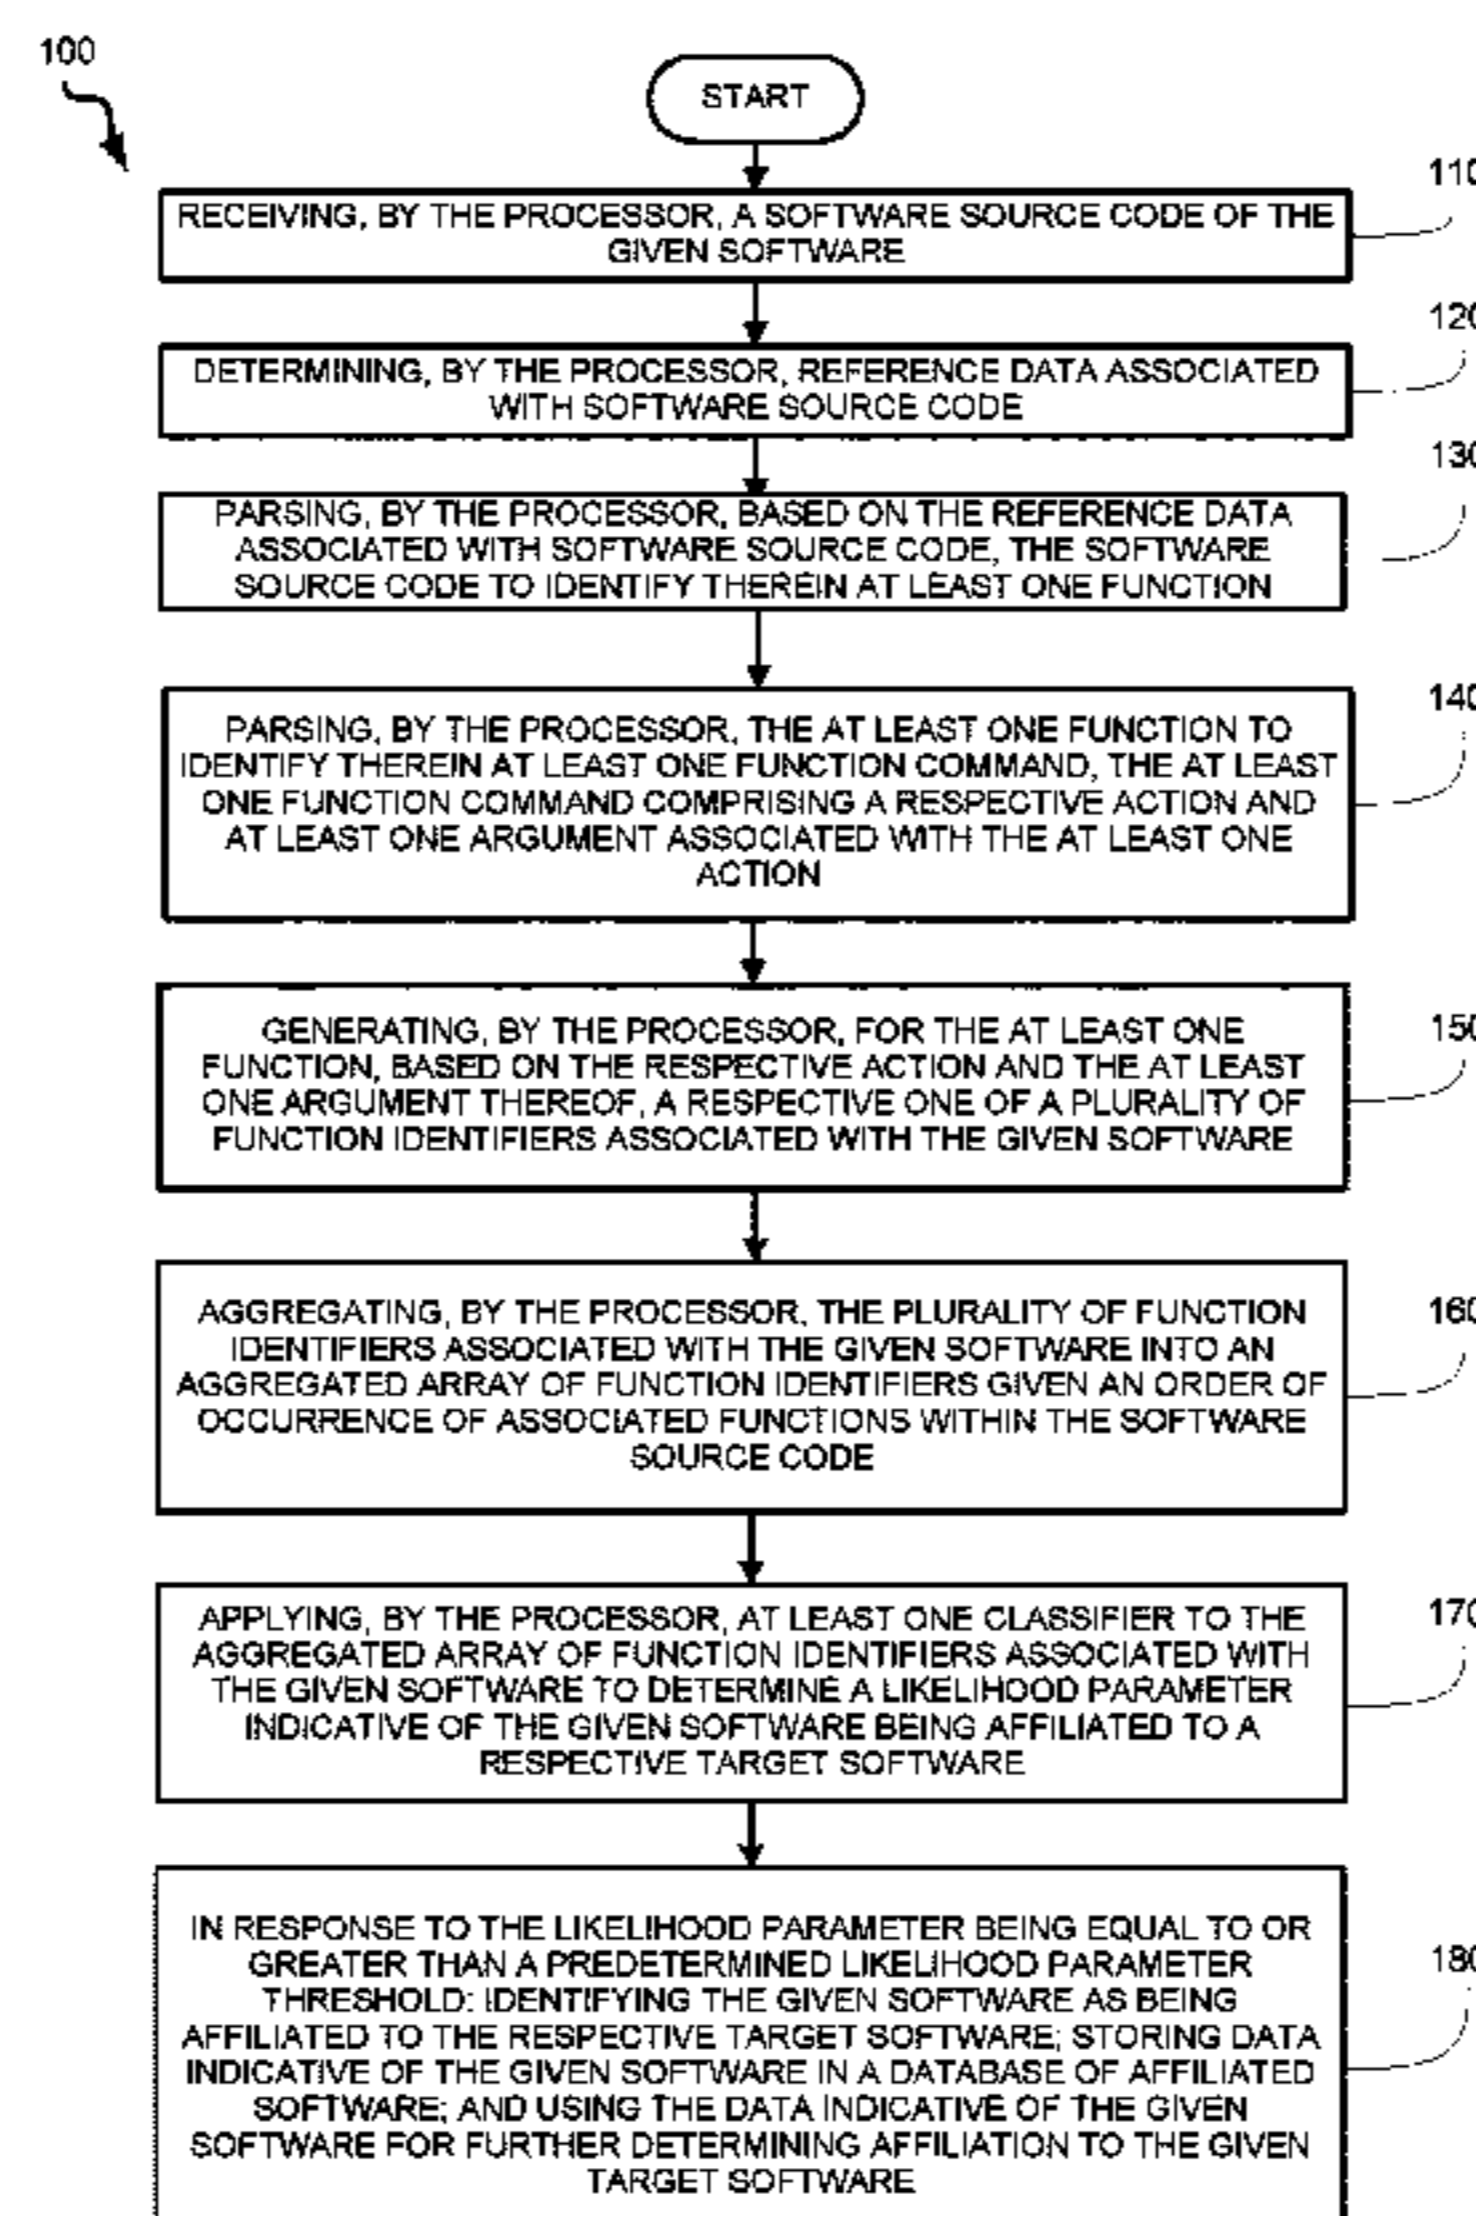 100
START
110
RECEIVING, BY THE PROCESSOR, A SOFTWARE SOURCE CODE OF THE
GIVEN SOFTWARE
120
DETERMINING, BY THE PROCESSOR, REFERENCE DATA ASSOCIATED
WITH SOFTWARE SOURCE CODE
130
PARSING, BY THE PROCESSOR, BASED ON THE REFERENCE DATA
ASSOCIATED WITH SOFTWARE SOURCE CODE, THE SOFTWARE
SOURCE CODE TO IDENTIFY THEREIN AT LEAST ONE FUNCTION
140
PARSING, BY THE PROCESSOR, THE AT LEAST ONE FUNCTION TO
IDENTIFY THEREIN AT LEAST ONE FUNCTION COMMAND, THE AT LEAST
ONE FUNCTION COMMAND COMPRISING A RESPECTIVE ACTION AND
AT LEAST ONE ARGUMENT ASSOCIATED WITH THE AT LEAST ONE
ACTION
150
GENERATING, BY THE PROCESSOR, FOR THE AT LEAST ONE
FUNCTION, BASED ON THE RESPECTIVE ACTION AND THE AT LEAST
ONE ARGUMENT THEREOF, A RESPECTIVE ONE OF A PLURALITY OF
FUNCTION IDENTIFIERS ASSOCIATED WITH THE GIVEN SOFTWARE
160
AGGREGATING, BY THE PROCESSOR, THE PLURALITY OF FUNCTION
IDENTIFIERS ASSOCIATED WITH THE GIVEN SOFTWARE INTO AN
AGGREGATED ARRAY OF FUNCTION IDENTIFIERS GIVEN AN ORDER OF
OCCURRENCE OF ASSOCIATED FUNCTIONS WITHIN THE SOFTWARE
SOURCE CODE
170
APPLYING, BY THE PROCESSOR, AT LEAST ONE CLASSIFIER TO THE
AGGREGATED ARRAY OF FUNCTION IDENTIFIERS ASSOCIATED WITH
THE GIVEN SOFTWARE TO DETERMINE A LIKELIHOOD PARAMETER
INDICATIVE OF THE GIVEN SOFTWARE BEING AFFILIATED TO A
RESPECTIVE TARGET SOFTWARE
180
IN RESPONSE TO THE LIKELIHOOD PARAMETER BEING EQUAL TO OR
GREATER THAN A PREDETERMINED LIKELIHOOD PARAMETER
THRESHOLD: IDENTIFYING THE GIVEN SOFTWARE AS BEING
AFFILIATED TO THE RESPECTIVE TARGET SOFTWARE; STORING DATA
INDICATIVE OF THE GIVEN SOFTWARE IN A DATABASE OF AFFILIATED
SOFTWARE; AND USING THE DATA INDICATIVE OF THE GIVEN
SOFTWARE FOR FURTHER DETERMINING AFFILIATION TO THE GIVEN
TARGET SOFTWARE